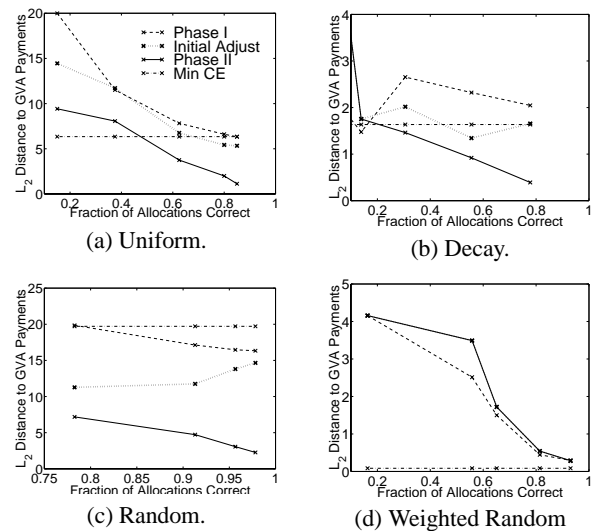 20
15
10
5
0
L2 Distance to GVA Payments
Phase I
Initial Adjust
Phase II
Min CE
0.2 0.4 0.6 0.8 1
Fraction of Allocations Correct
(a) Uniform.
4
3
2
1
0
L2 Distance to GVA Payments
0.2 0.4 0.6 0.8 1
Fraction of Allocations Correct
(b) Decay.
25
20
15
10
5
0
L2 Distance to GVA Payments
0.75 0.8 0.85 0.9 0.95 1
Fraction of Allocations Correct
(c) Random.
5
4
3
2
1
0
L2 Distance to GVA Payments
0.2 0.4 0.6 0.8 1
Fraction of Allocations Correct
(d) Weighted Random